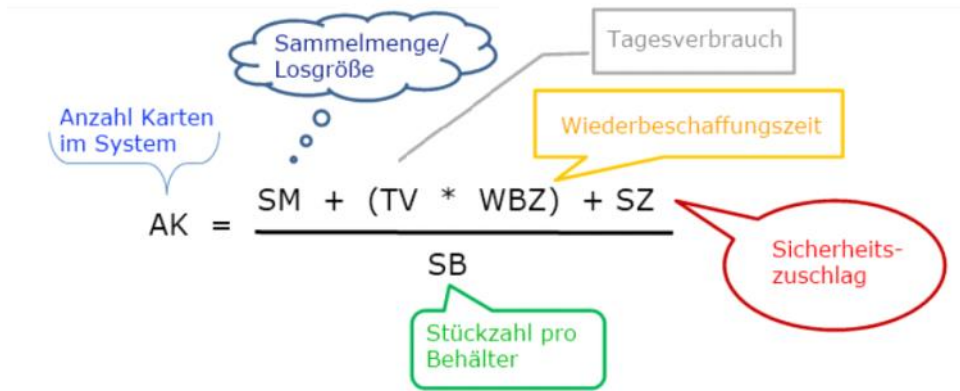 Sammelmenge/
Losgröße
Tagesverbrauch
Anzahl Karten
im System
Wiederbeschaffungszeit
AK = SM + (TV * WBZ) + SZ
SB
Sicherheits-
zuschlag
Stückzahl pro
Behälter